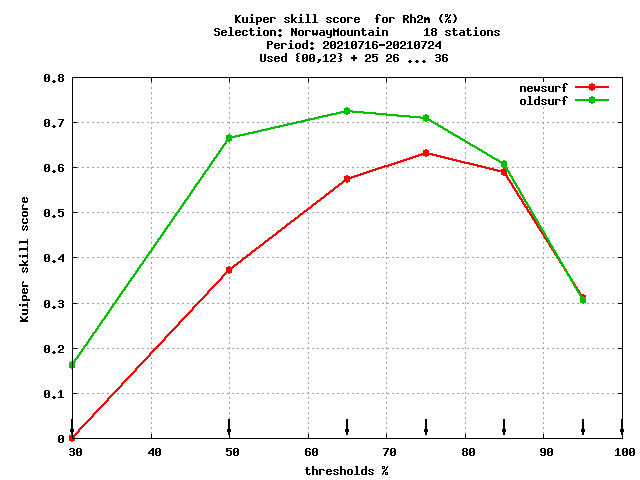 Kuiper skill score  for Rh2m (%)
Selection: NorwayMountain     18 stations
Period: 20210716-20210724
Used {00,12} + 25 26 ... 36
newsurf
oldsurf
0.8
0.7
0.6
0.5
0.4
0.3
0.2
0.1
0
Kuiper skill score
30 40 50 60 70 80 90 100
thresholds %